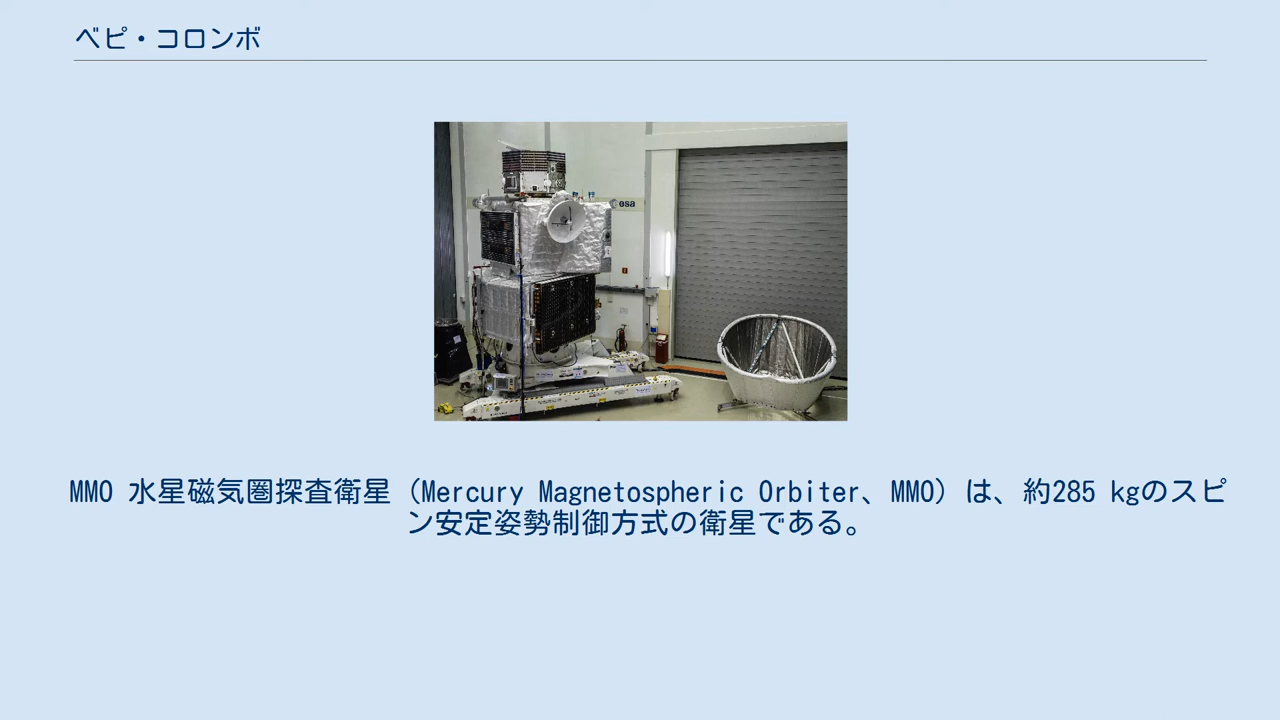 ベピ・コロンボ
esa
MMO 水星磁気圏探査衛星（Mercury Magnetospheric Orbiter、MMO）は、約285 kgのスピ
ン安定姿勢制御方式の衛星である。